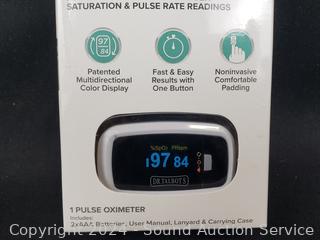 SATURATION & PULSE RATE READINGS
97
84
Patented
Multidirectional
Color Display
Fast & Easy
Results with
One Button
Noninvasive
Comfortable
Padding
%SpO2 PRbpm
97 84
DR.TALBOT'S
1 PULSE OXIMETER
Includes:
2xAAA Batteries, User Manual, Lanyard & Carrying Case
Copyright © 2024 - Sound Auction Service